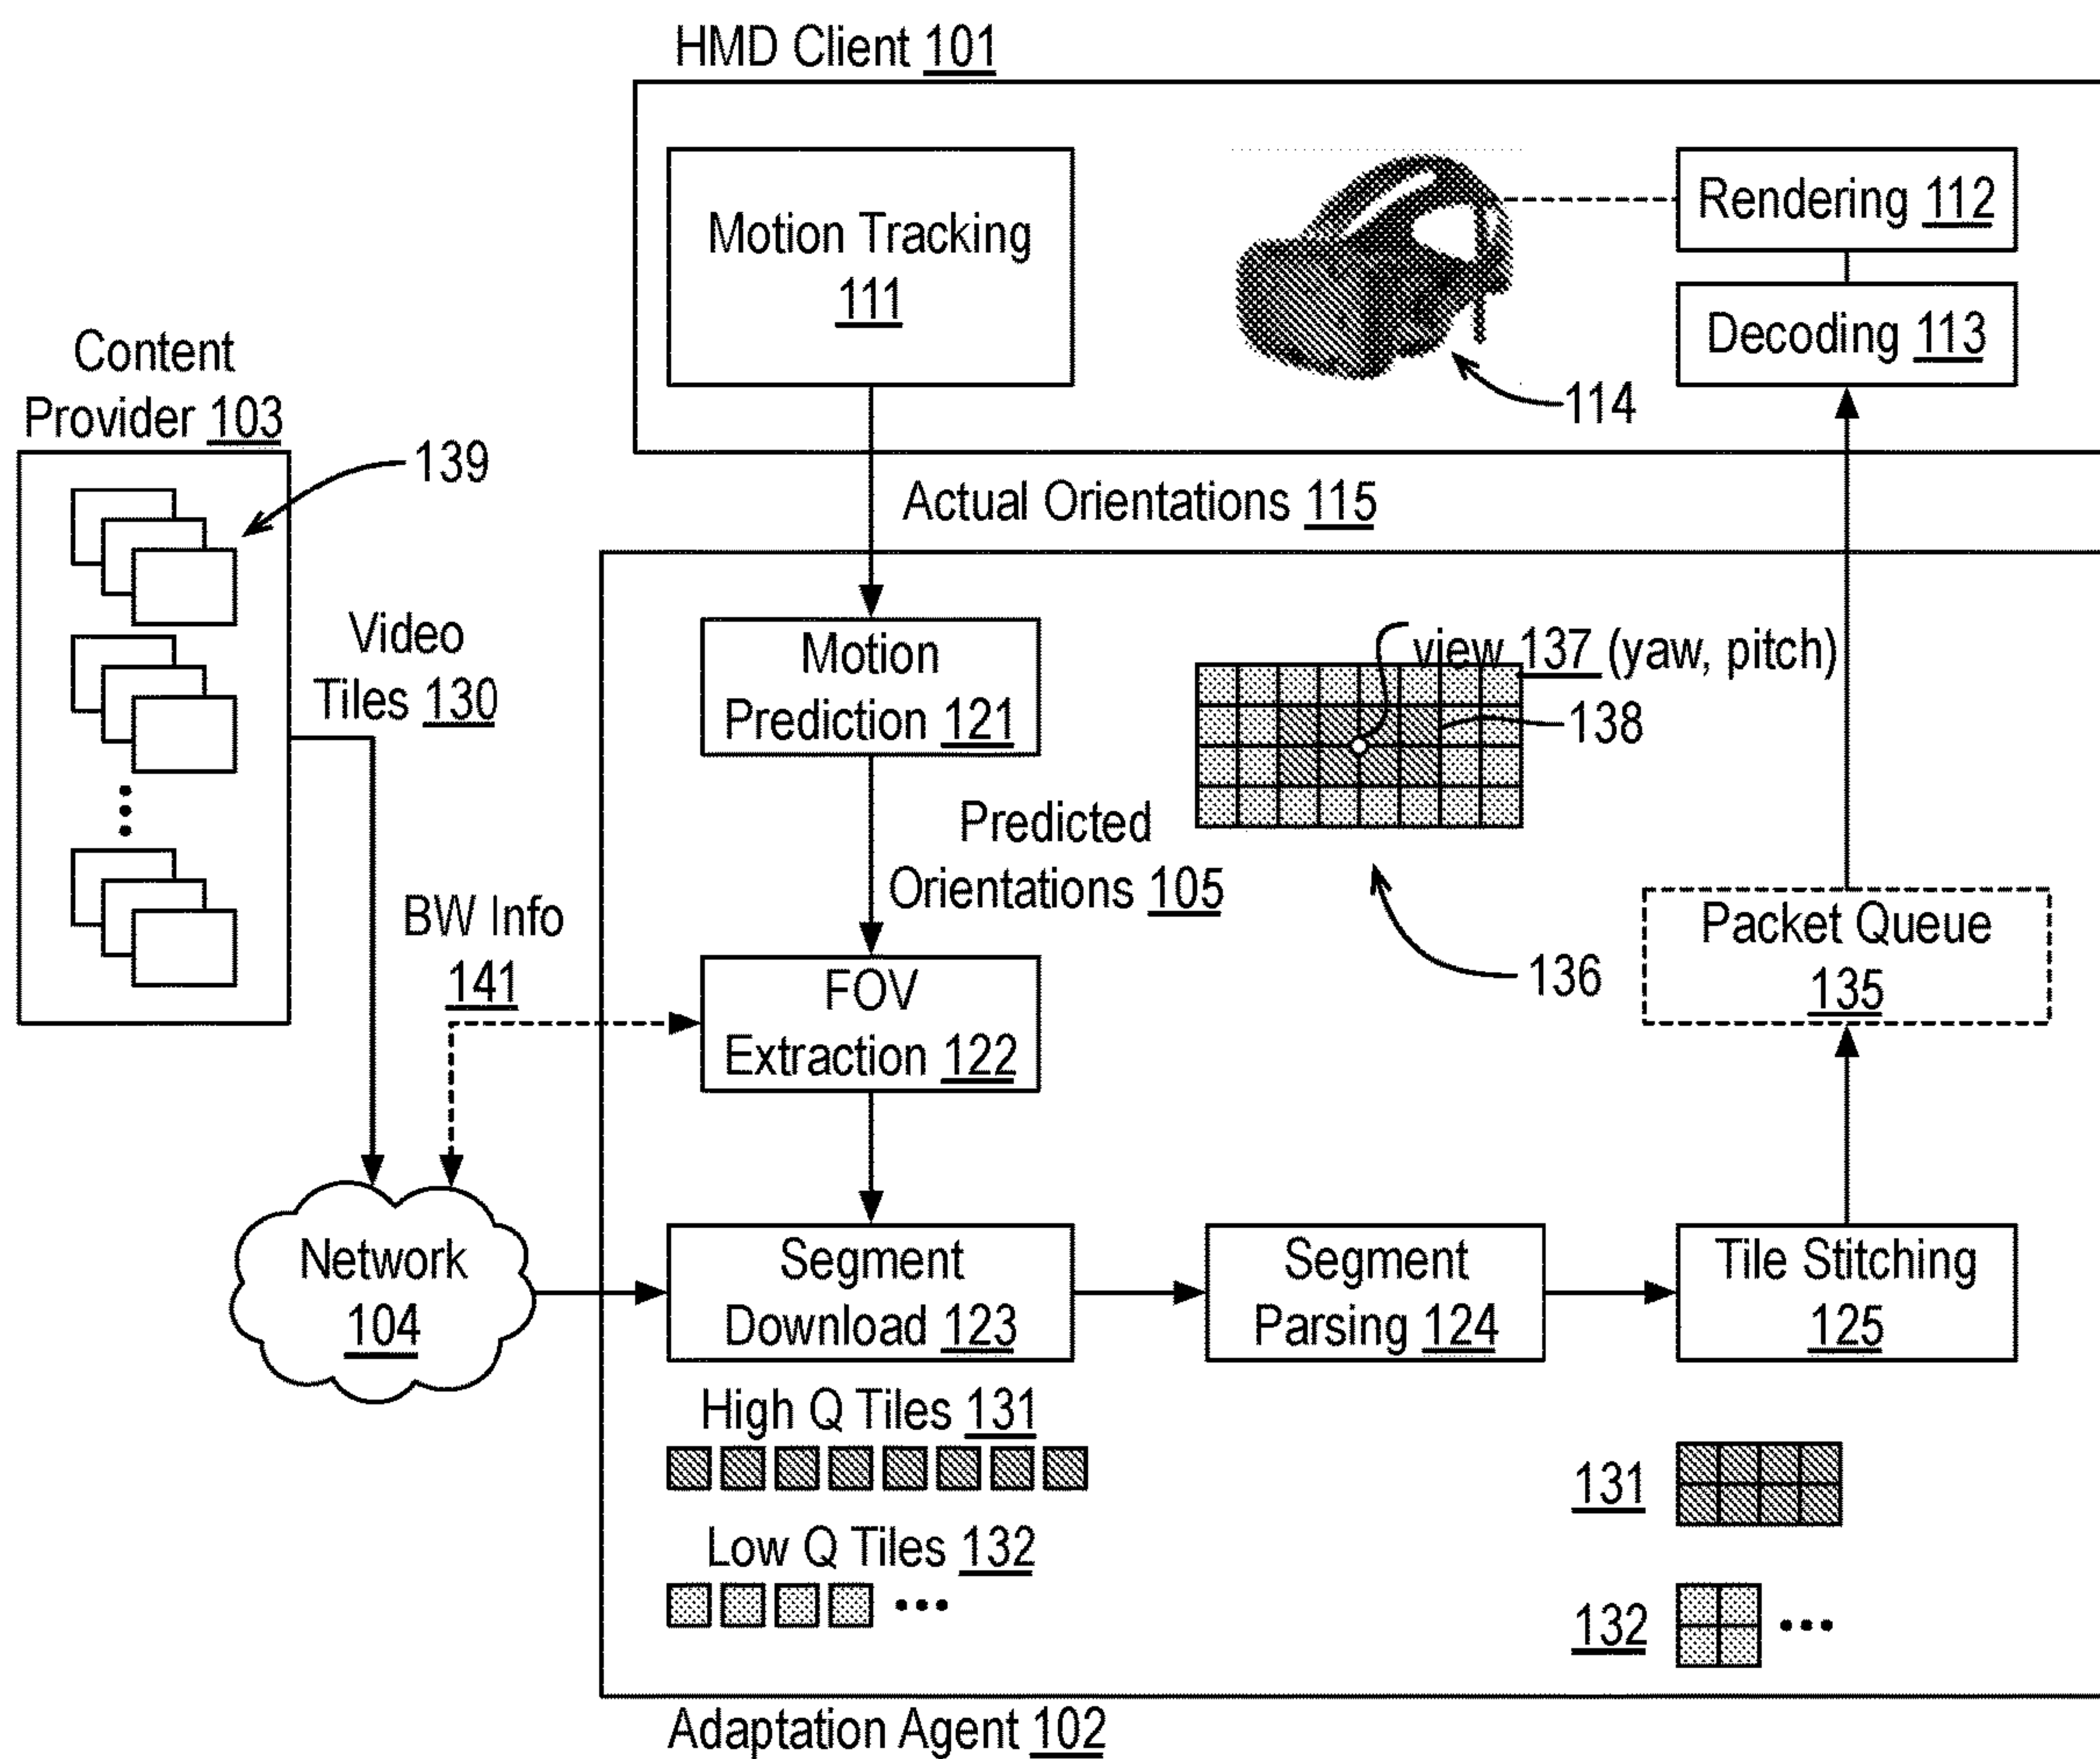 HMD Client 101
Motion Tracking
111
Rendering 112
Decoding 113
114
Content
Provider 103
139
Actual Orientations 115
Video
Tiles 130
Motion
Prediction 121
view 137 (yaw, pitch)
138
Predicted
Orientations 105
136
BW Info
141
FOV
Extraction 122
Packet Queue
135
Network
104
Segment
Download 123
Segment
Parsing 124
Tile Stitching
125
High Q Tiles 131
Low Q Tiles 132
131
132
Adaptation Agent 102